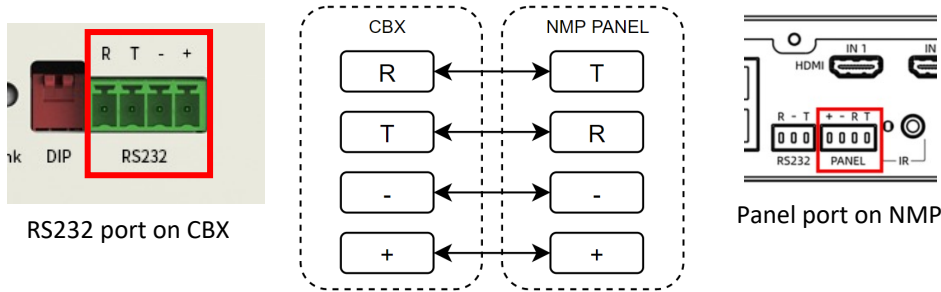 R T - +
nk DIP RS232
RS232 port on CBX
CBX
NMP PANEL
R
T
T
R
-
-
+
+
IN 1
IN
HDMI
R - T
+ - R T
RS232
PANEL
IR
Panel port on NMP